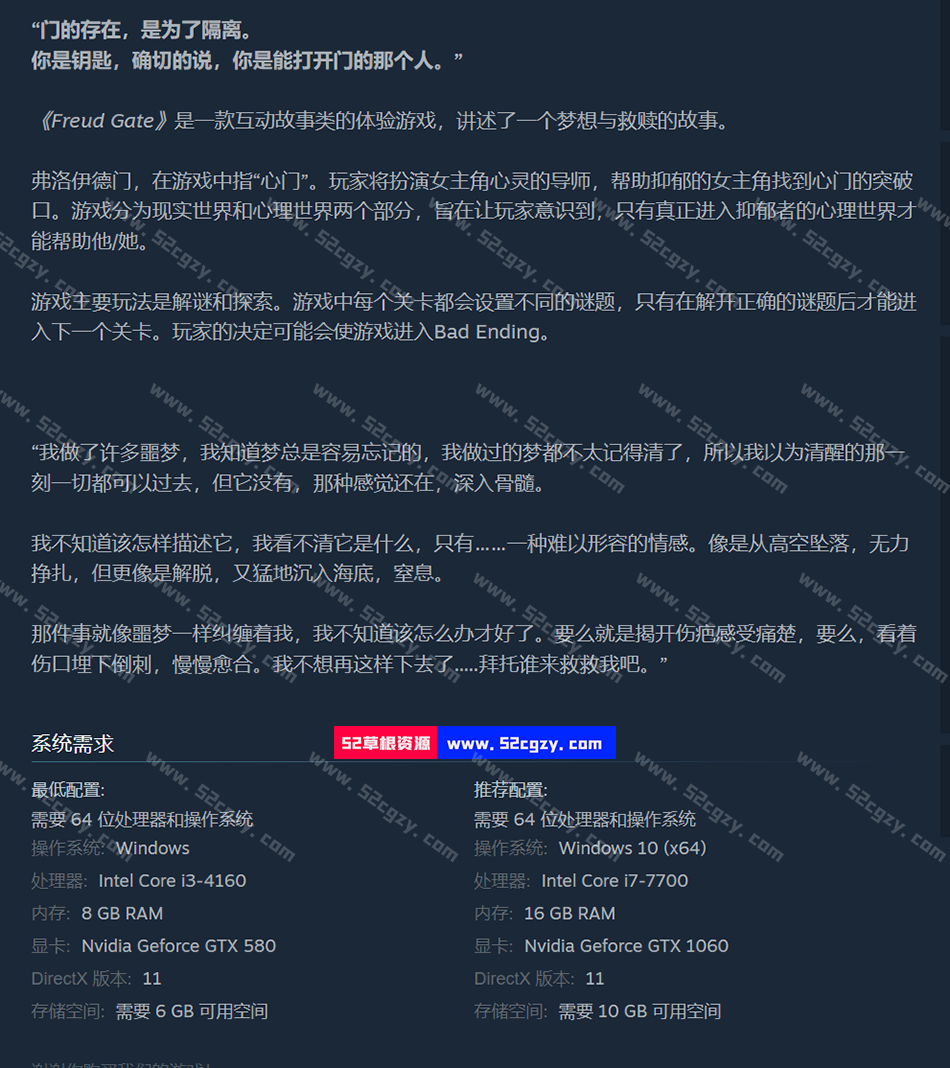 “门的存在，是为了隔离。
你是钥匙，确切的说，你是能打开门的那个人。”
《Freud Gate》是一款互动故事类的体验游戏，讲述了一个梦想与救赎的故事。
弗洛伊德门，在游戏中指“心门”。玩家将扮演女主角心灵的导师，帮助抑郁的女主角找到心门的突破
口。游戏分为现实世界和心理世界两个部分，旨在让玩家意识到，只有真正进入抑郁者的心理世界才
能帮助他/她。
游戏主要玩法是解谜和探索。游戏中每个关卡都会设置不同的谜题，只有在解开正确的谜题后才能进
入下一个关卡。玩家的决定可能会使游戏进入Bad Ending。
“我做了许多噩梦，我知道梦总是容易忘记的，我做过的梦都不太记得清了，所以我以为清醒的那一
刻一切都可以过去，但它没有，那种感觉还在，深入骨髓。
我不知道该怎样描述它，我看不清它是什么，只有……一种难以形容的情感。像是从高空坠落，无力
挣扎，但更像是解脱，又猛地沉入海底，窒息。
那件事就像噩梦一样纠缠着我，我不知道该怎么办才好了。要么就是揭开伤疤感受痛楚，要么，看着
伤口埋下倒刺，慢慢愈合。我不想再这样下去了.....拜托谁来救救我吧。”
系统需求
52草根资源 www.52cgzy.com
最低配置:
需要 64 位处理器和操作系统
操作系统: Windows
处理器: Intel Core i3-4160
内存: 8 GB RAM
显卡: Nvidia Geforce GTX 580
DirectX 版本: 11
存储空间: 需要 6 GB 可用空间
推荐配置:
需要 64 位处理器和操作系统
操作系统: Windows 10 (x64)
处理器: Intel Core i7-7700
内存: 16 GB RAM
显卡: Nvidia Geforce GTX 1060
DirectX 版本: 11
存储空间: 需要 10 GB 可用空间
www.52cgzy.com